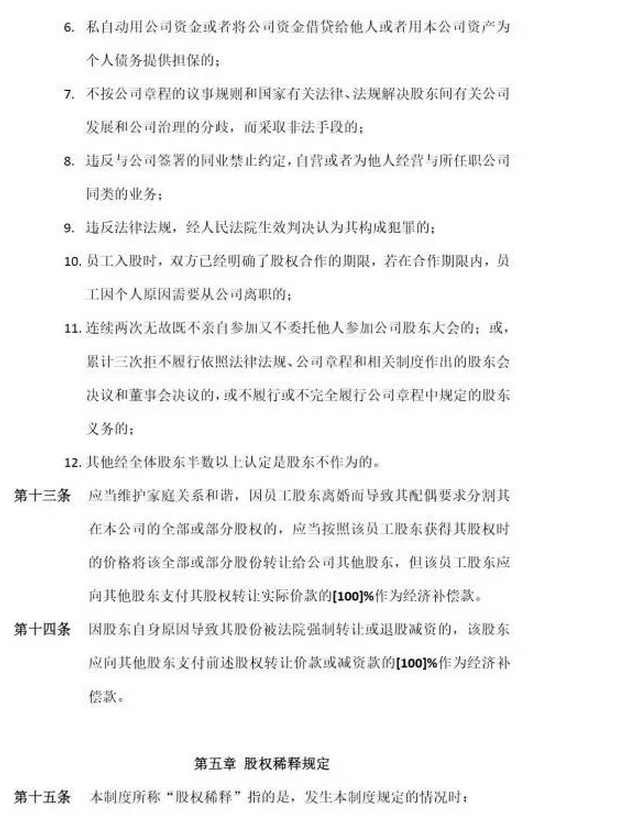 6. 私自动用公司资金或者将公司资金借贷给他人或者用本公司资产为
个人债务提供担保的；
7. 不按公司章程的议事规则和国家有关法律、法规解决股东间有关公司
发展和公司治理的分歧，而采取非法手段的；
8. 违反与公司签署的同业禁止约定，自营或者为他人经营与所任职公司
同类的业务；
9. 违反法律法规，经人民法院生效判决认为其构成犯罪的；
10. 员工入股时，双方已经明确了股权合作的期限，若在合作期限内，员
工因个人原因需要从公司离职的；
11. 连续两次无故既不亲自参加又不委托他人参加公司股东大会的；或，
累计三次拒不履行依照法律法规、公司章程和相关制度作出的股东会
决议和董事会决议的，或不履行或不完全履行公司章程中规定的股东
义务的；
12. 其他经全体股东半数以上认定是股东不作为的。
第十三条 应当维护家庭关系和谐，因员工股东离婚而导致其配偶要求分割其
在本公司的全部或部分股权的，应当按照该员工股东获得其股权时
的价格将该全部或部分股份转让给公司其他股东，但该员工股东应
向其他股东支付其股权转让实际价款的[100]%作为经济补偿款。
第十四条 因股东自身原因导致其股份被法院强制转让或退股减资的，该股东
应向其他股东支付前述股权转让价款或减资款的[100]%作为经济补
偿款。
第五章 股权稀释规定
第十五条 本制度所称“股权稀释”指的是，发生本制度规定的情况时：